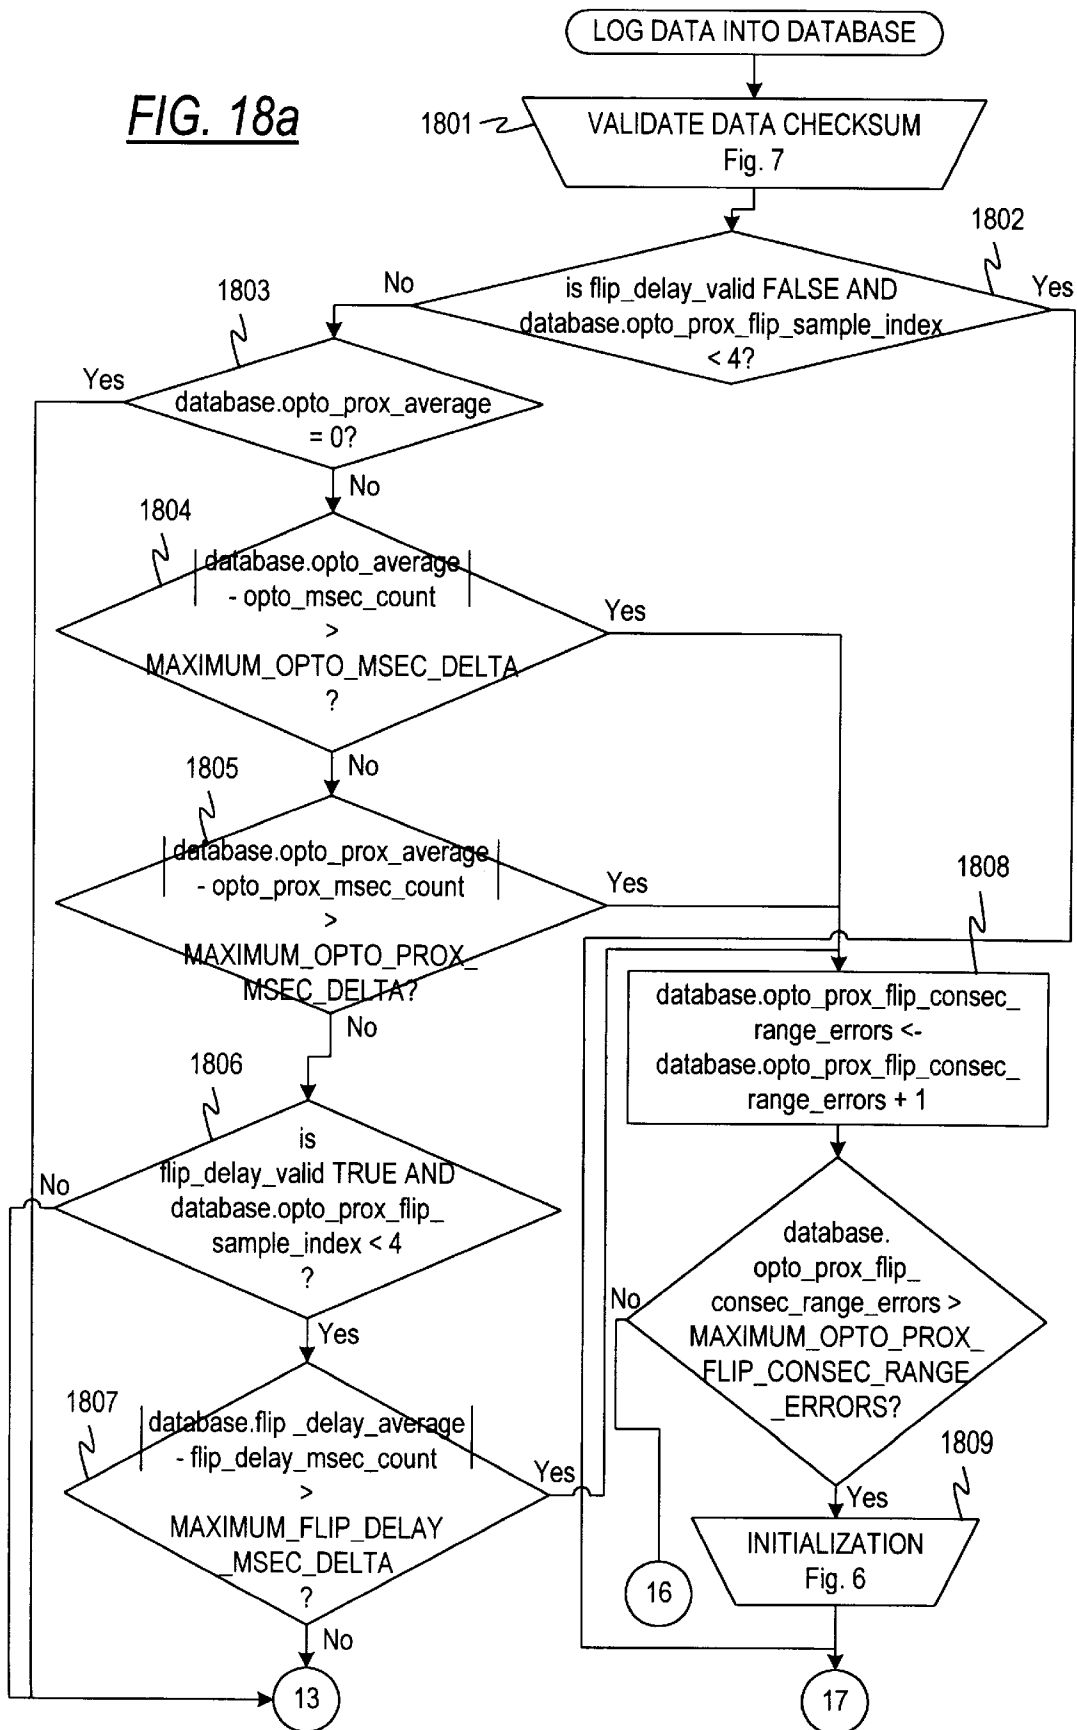 LOG DATA INTO DATABASE
FIG. 18a
1801
VALIDATE DATA CHECKSUM
Fig. 7
1802
No
is flip_delay_valid FALSE AND
database.opto_prox_flip_sample_index
< 4?
Yes
1803
Yes
database.opto_prox_average
= 0?
No
1804
database.opto_average
- opto_msec_count
>
MAXIMUM_OPTO_MSEC_DELTA
?
Yes
No
1805
database.opto_prox_average
- opto_prox_msec_count
>
MAXIMUM_OPTO_PROX_
MSEC_DELTA?
Yes
No
1808
database.opto_prox_flip_consec_
range_errors <-
database.opto_prox_flip_consec_
range_errors + 1
1806
No
is
flip_delay_valid TRUE AND
database.opto_prox_flip_
sample_index < 4
?
Yes
No
database.
opto_prox_flip_
consec_range_errors >
MAXIMUM_OPTO_PROX_
FLIP_CONSEC_RANGE
_ERRORS?
Yes
1807
database.flip _delay_average
- flip_delay_msec_count
>
MAXIMUM_FLIP_DELAY
_MSEC_DELTA
?
Yes
No
1809
INITIALIZATION
Fig. 6
16
13
17